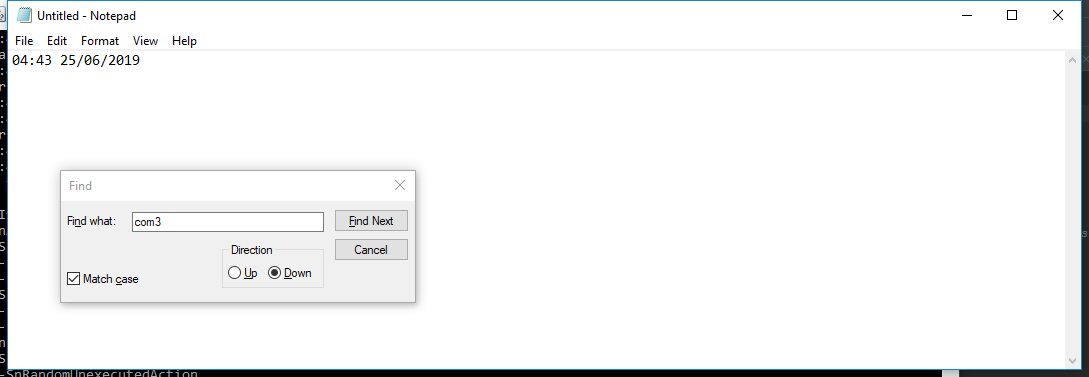 Untitled - Notepad
File Edit Format View Help
04:43 25/06/2019
Find
Find what: com3 Find Next
Direction Cancel
Up Down
Match case
-SnRandomUnexecutedAction